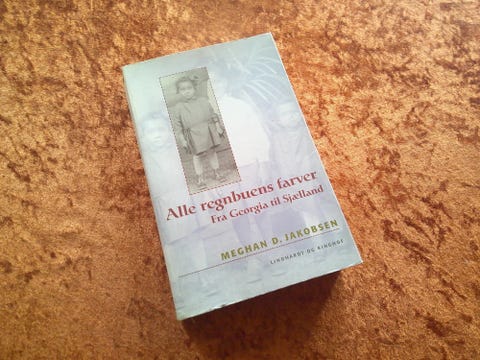 Alle regnbuens farver
Fra Georgia til Sjælland
MEGHAN D. JAKOBSEN
LINDHARDT OG RINGHOF